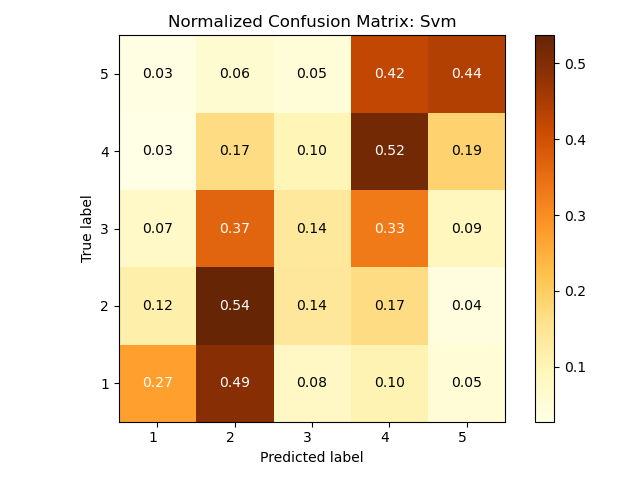 Normalized Confusion Matrix: Svm
5 0.03 0.06 0.05 0.42 0.44
4 0.03 0.17 0.10 0.52 0.19
3 0.07 0.37 0.14 0.33 0.09
2 0.12 0.54 0.14 0.17 0.04
1 0.27 0.49 0.08 0.10 0.05
1 2 3 4 5
Predicted label
True label
0.5
0.4
0.3
0.2
0.1